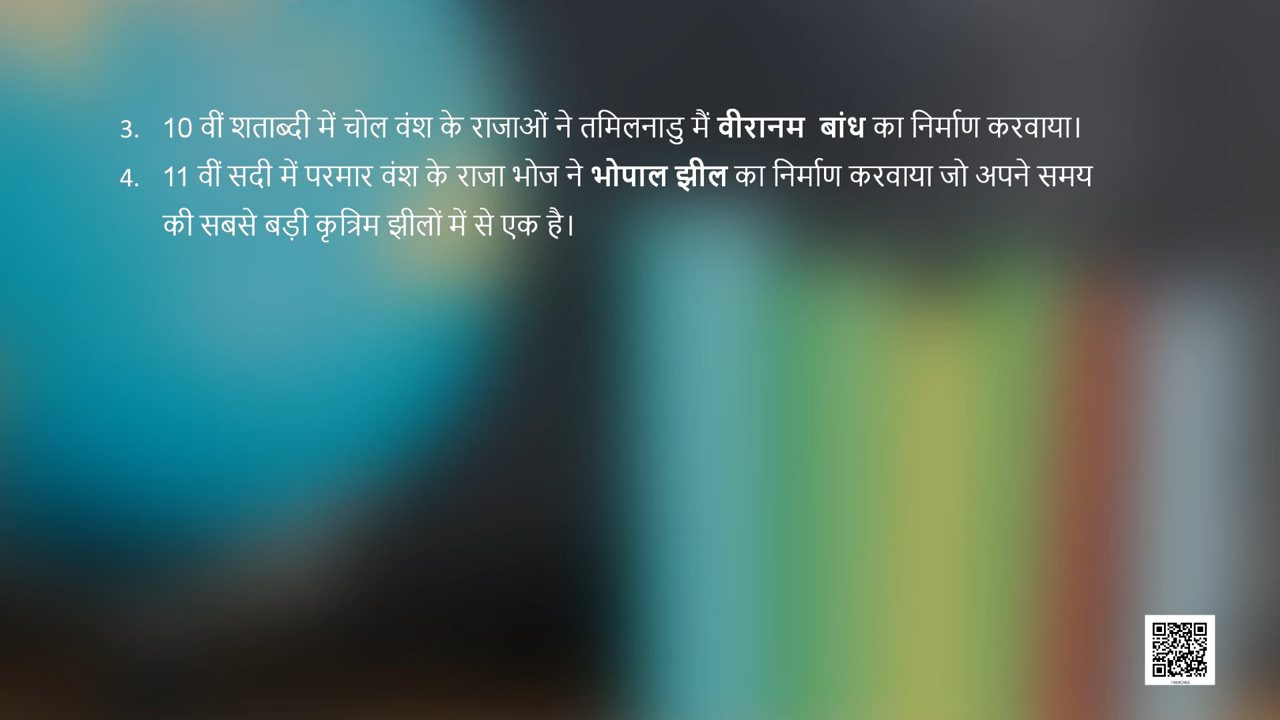 3. 10 वीं शताब्दी में चोल वंश के राजाओं ने तमिलनाडु मैं वीरानम बांध का निर्माण करवाया।
4. 11 वीं सदी में परमार वंश के राजा भोज ने भोपाल झील का निर्माण करवाया जो अपने समय
की सबसे बड़ी कृत्रिम झीलों में से एक है।